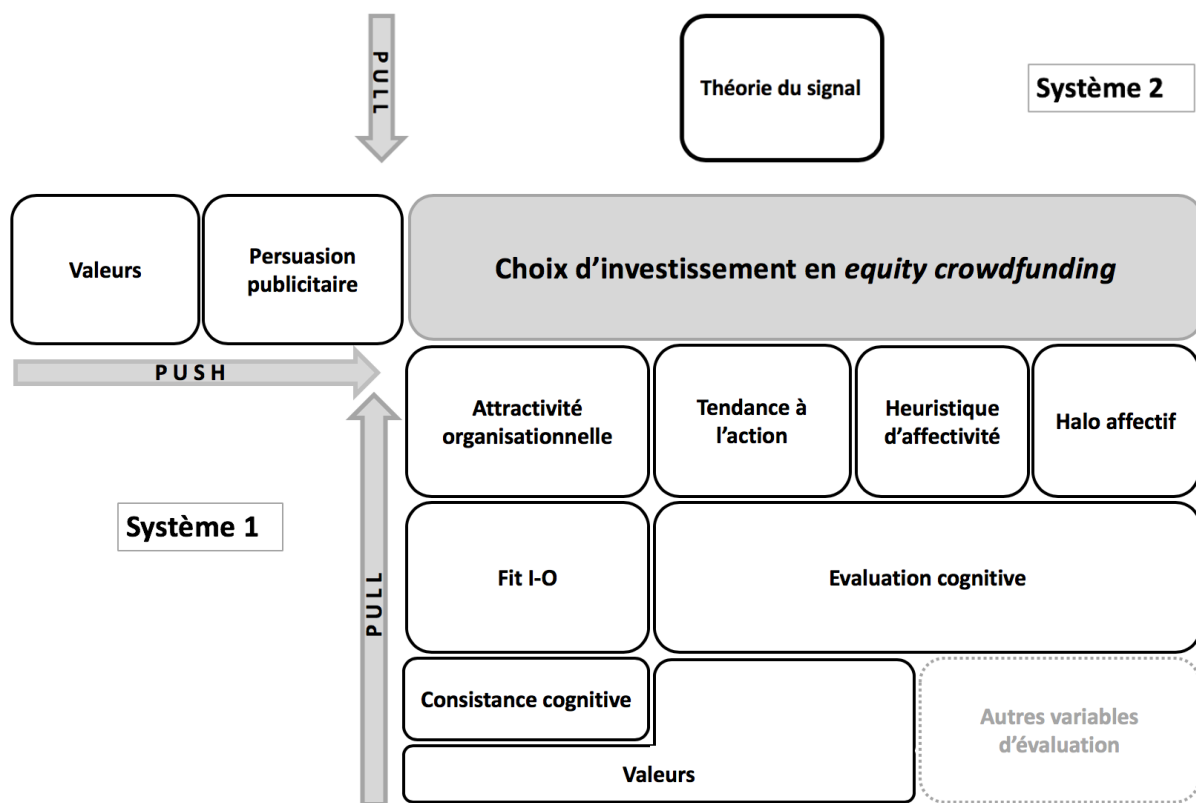 PULL
Théorie du signal
Système 2
Valeurs
Persuasion
publicitaire
Choix d’investissement en equity crowdfunding
PUSH
Attractivité
organisationnelle
Tendance à
l’action
Heuristique
d’affectivité
Halo affectif
Système 1
PULL
Fit I-O
Evaluation cognitive
Consistance cognitive
Autres variables
d’évaluation
Valeurs